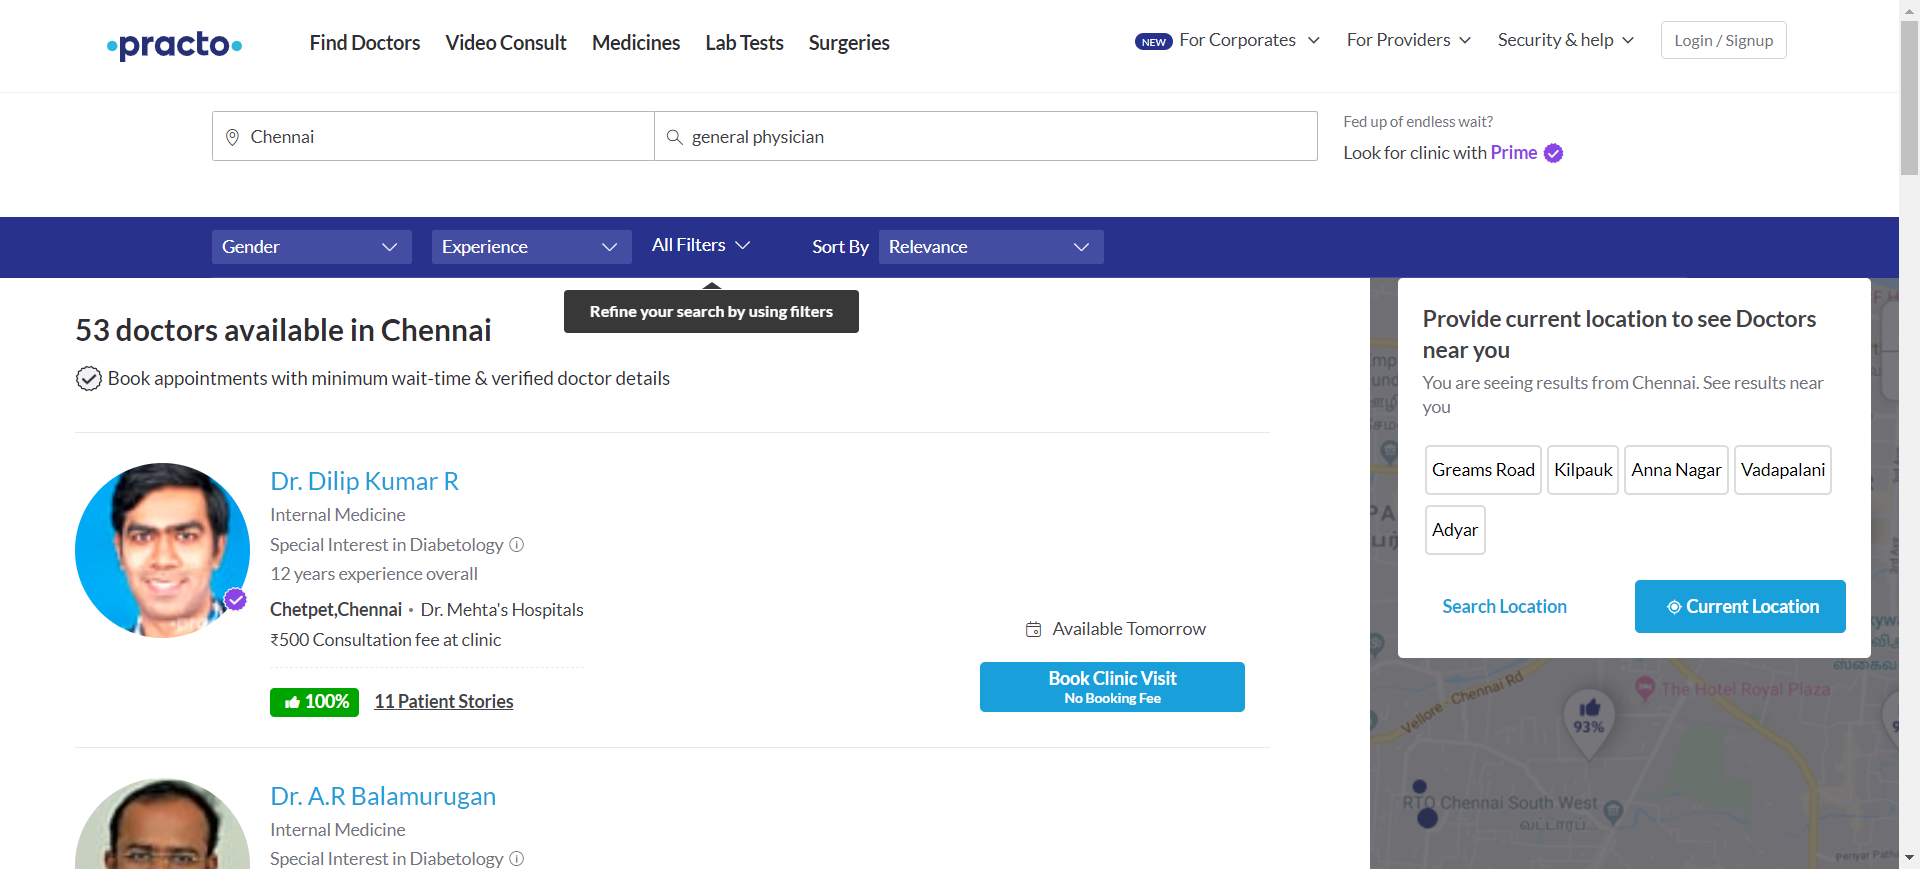 practo
Find Doctors Video Consult Medicines Lab Tests Surgeries
NEW For Corporates For Providers Security & help Login / Signup
Chennai
general physician
Fed up of endless wait?
Look for clinic with Prime
Gender Experience All Filters Sort By Relevance
Refine your search by using filters
53 doctors available in Chennai
Book appointments with minimum wait-time & verified doctor details
Dr. Dilip Kumar R
Internal Medicine
Special Interest in Diabetology
12 years experience overall
Chetpet,Chennai • Dr. Mehta's Hospitals
₹500 Consultation fee at clinic
100% 11 Patient Stories
Available Tomorrow
Book Clinic Visit
No Booking Fee
Dr. A.R Balamurugan
Internal Medicine
Special Interest in Diabetology
Provide current location to see Doctors
near you
You are seeing results from Chennai. See results near
you
Greams Road Kilpauk Anna Nagar Vadapalani
Adyar
Search Location Current Location
Vellore - Chennai Rd
The Hotel Royal Plaza
93%
RTO Chennai South West
வட்டாரப்...